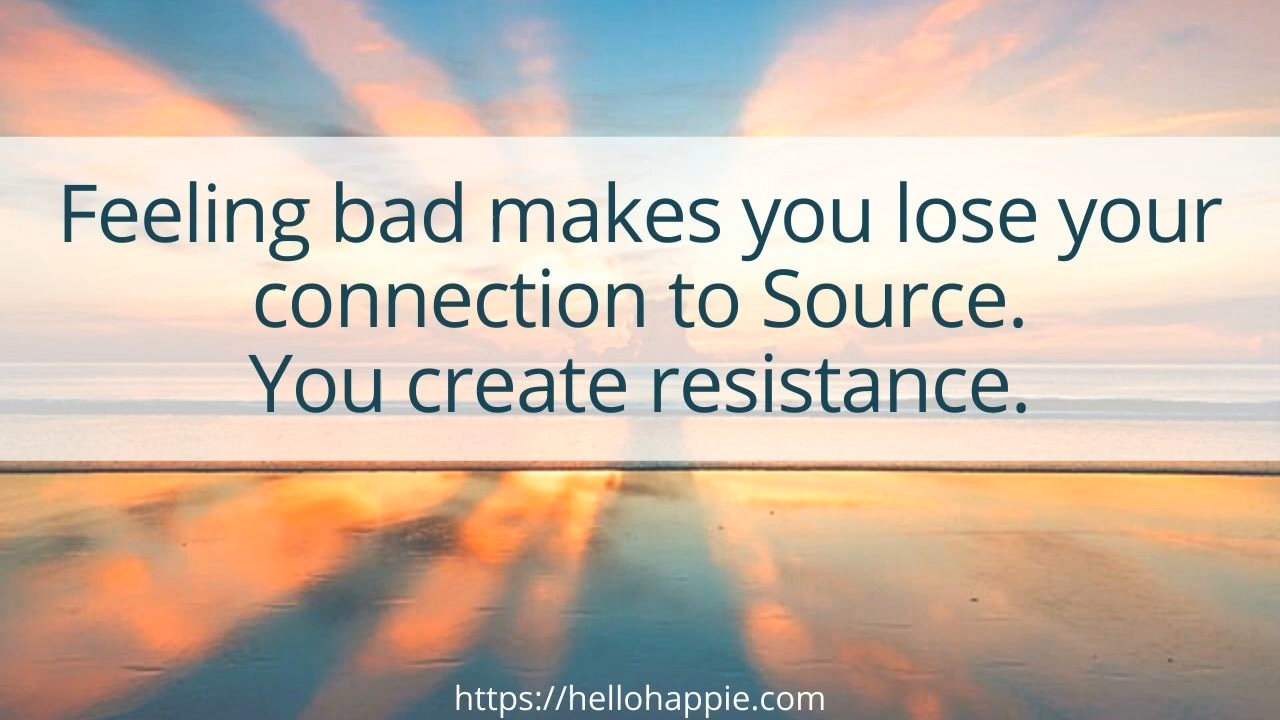 Feeling bad makes you lose your
connection to Source.
You create resistance.
https://hellohappie.com